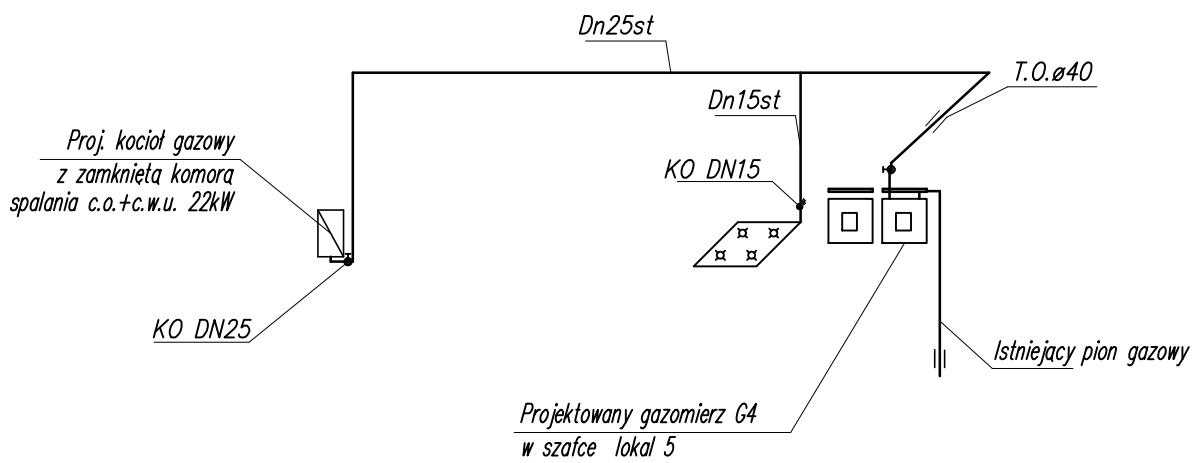 Dn25st
T.O.ø40
Dn15st
Proj. kocioł gazowy
z zamkniętą komorą
spalania c.o.+c.w.u. 22kW
KO DN15
KO DN25
Istniejący pion gazowy
Projektowany gazomierz G4
w szafce lokal 5